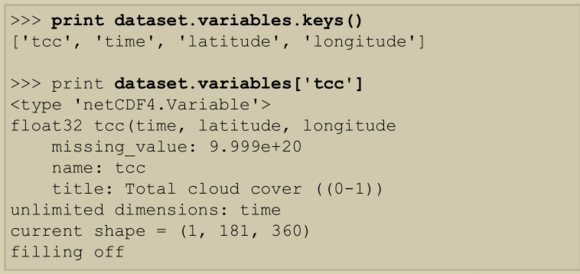 >>> print dataset.variables.keys()
['tcc', 'time', 'latitude', 'longitude']
>>> print dataset.variables['tcc']
<type 'netCDF4.Variable'>
float32 tcc(time, latitude, longitude
missing_value: 9.999e+20
name: tcc
title: Total cloud cover ((0-1))
unlimited dimensions: time
current shape = (1, 181, 360)
filling off